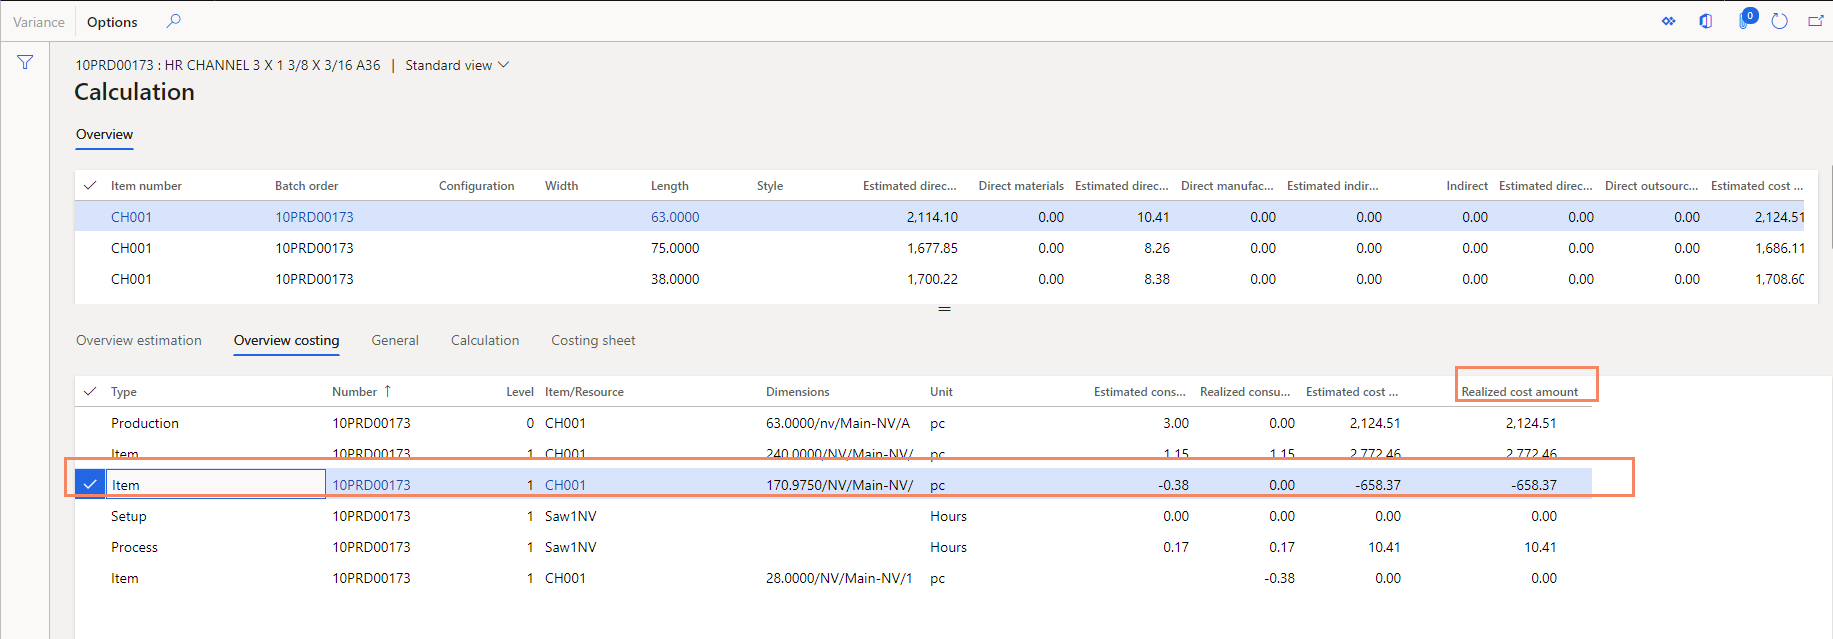 Variance Options 0
10PRD00173 : HR CHANNEL 3 X 1 3/8 X 3/16 A36 | Standard view
Calculation
Overview
Item number Batch order Configuration Width Length Style Estimated direc... Direct materials Estimated direc... Direct manufac... Estimated indir... Indirect Estimated direc... Direct outsourc... Estimated cost ...
CH001 10PRD00173 63.0000 2,114.10 0.00 10.41 0.00 0.00 0.00 0.00 0.00 2,124.51
CH001 10PRD00173 75.0000 1,677.85 0.00 8.26 0.00 0.00 0.00 0.00 0.00 1,686.11
CH001 10PRD00173 38.0000 1,700.22 0.00 8.38 0.00 0.00 0.00 0.00 0.00 1,708.60
Overview estimation Overview costing General Calculation Costing sheet
Type Number ↑ Level Item/Resource Dimensions Unit Estimated cons... Realized consu... Estimated cost ... Realized cost amount
Production 10PRD00173 0 CH001 63.0000/nv/Main-NV/A pc 3.00 0.00 2,124.51 2,124.51
Item 10PRD00173 1 CH001 240.0000/NV/Main-NV/ pc 1.15 1.15 2,772.46 2,772.46
Item 10PRD00173 1 CH001 170.9750/NV/Main-NV/ pc -0.38 0.00 -658.37 -658.37
Setup 10PRD00173 1 Saw1NV Hours 0.00 0.00 0.00 0.00
Process 10PRD00173 1 Saw1NV Hours 0.17 0.17 10.41 10.41
Item 10PRD00173 1 CH001 28.0000/NV/Main-NV/1 pc -0.38 0.00 0.00